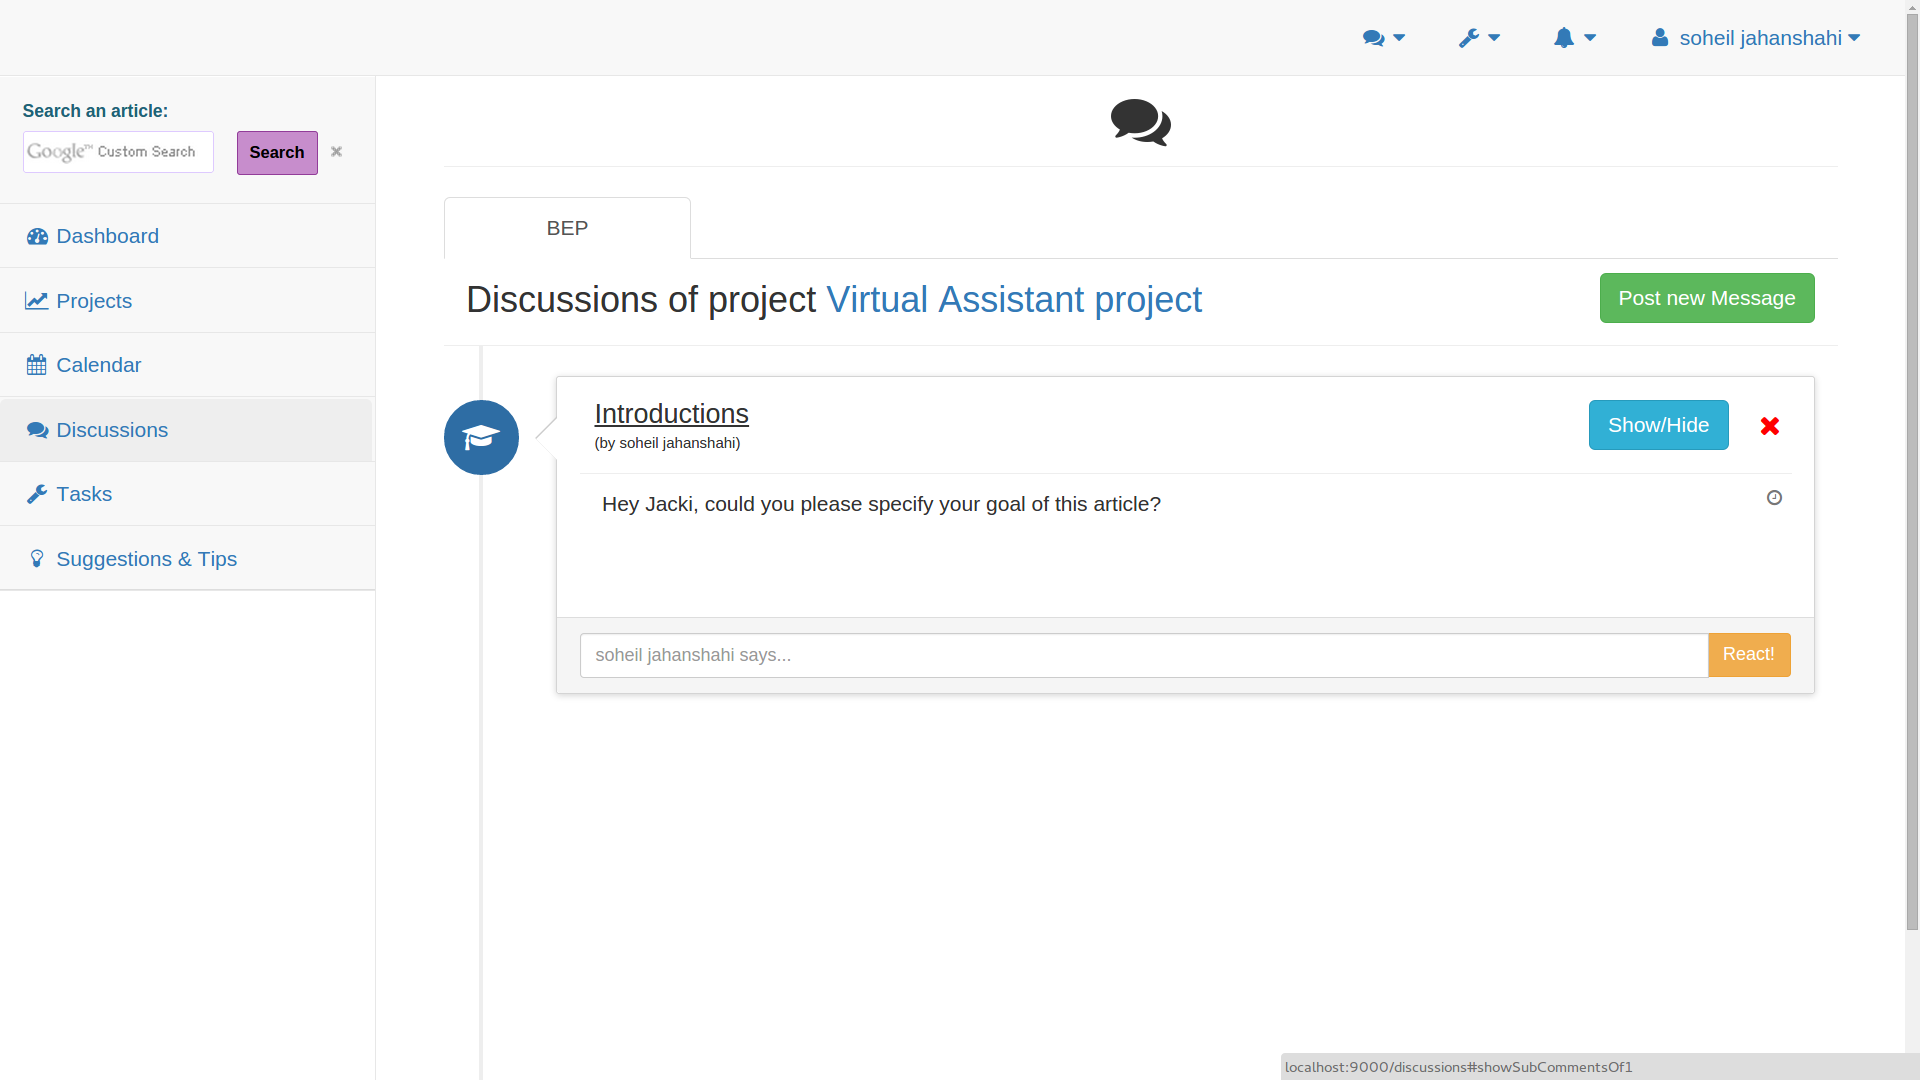 soheil jahanshahi
Search an article:
Google™ Custom Search
Search
Dashboard
Projects
Calendar
Discussions
Tasks
Suggestions & Tips
BEP
Discussions of project Virtual Assistant project
Post new Message
Introductions
(by soheil jahanshahi)
Show/Hide
Hey Jacki, could you please specify your goal of this article?
soheil jahanshahi says...
React!
localhost:9000/discussions#showSubCommentsOf1